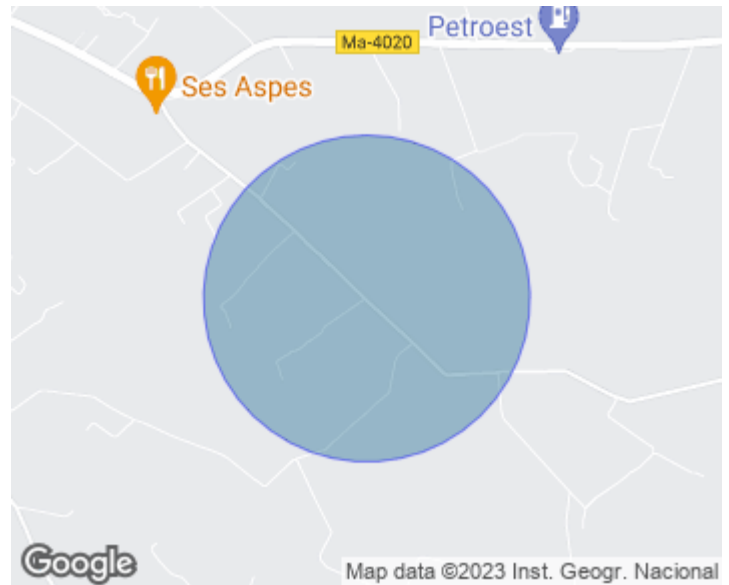 Petroest
Ma-4020
Ses Aspes
Google
Map data ©2023 Inst. Geogr. Nacional